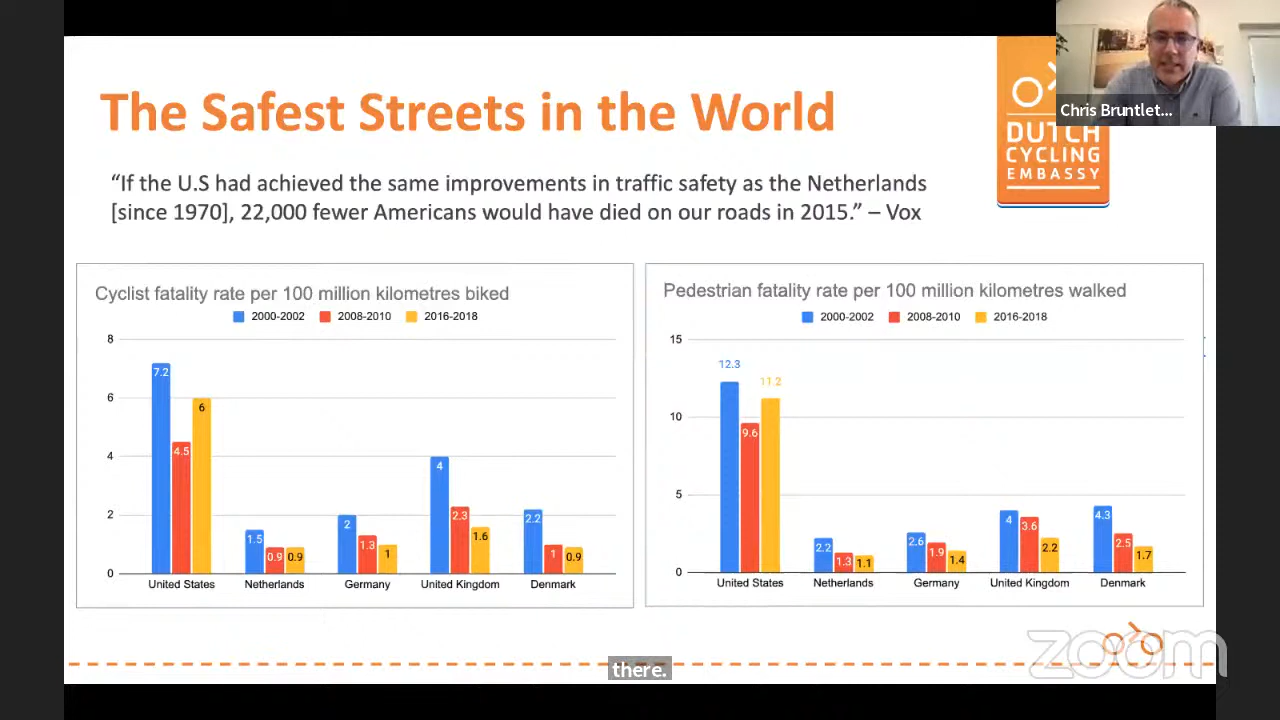 The Safest Streets in the World
“If the U.S had achieved the same improvements in traffic safety as the Netherlands
[since 1970], 22,000 fewer Americans would have died on our roads in 2015.” – Vox
DUTCH
CYCLING
EMBASSY
Chris Bruntlet...
Cyclist fatality rate per 100 million kilometres biked
2000-2002 2008-2010 2016-2018
8
6
4
2
0
7.2 4.5 6
1.5 0.9 0.9
2 1.3 1
4 2.3 1.6
2.2 1 0.9
United States Netherlands Germany United Kingdom Denmark
Pedestrian fatality rate per 100 million kilometres walked
2000-2002 2008-2010 2016-2018
15
10
5
0
12.3 9.6 11.2
2.2 1.3 1.1
2.6 1.9 1.4
4 3.6 2.2
4.3 2.5 1.7
United States Netherlands Germany United Kingdom Denmark
zoom
there.